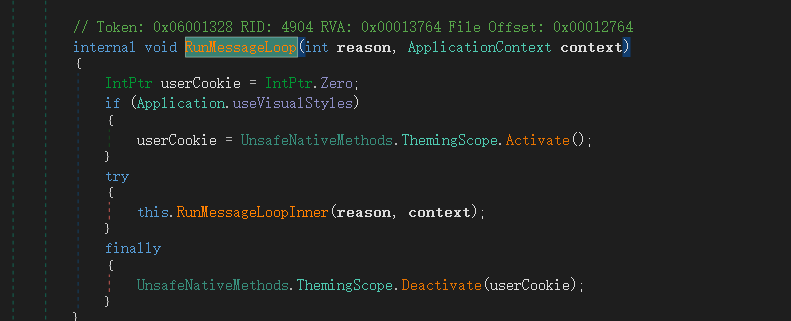 // Token: 0x06001328 RID: 4904 RVA: 0x00013764 File Offset: 0x00012764
internal void RunMessageLoop(int reason, ApplicationContext context)
{
IntPtr userCookie = IntPtr.Zero;
if (Application.useVisualStyles)
{
userCookie = UnsafeNativeMethods.ThemingScope.Activate();
}
try
{
this.RunMessageLoopInner(reason, context);
}
finally
{
UnsafeNativeMethods.ThemingScope.Deactivate(userCookie);
}
}